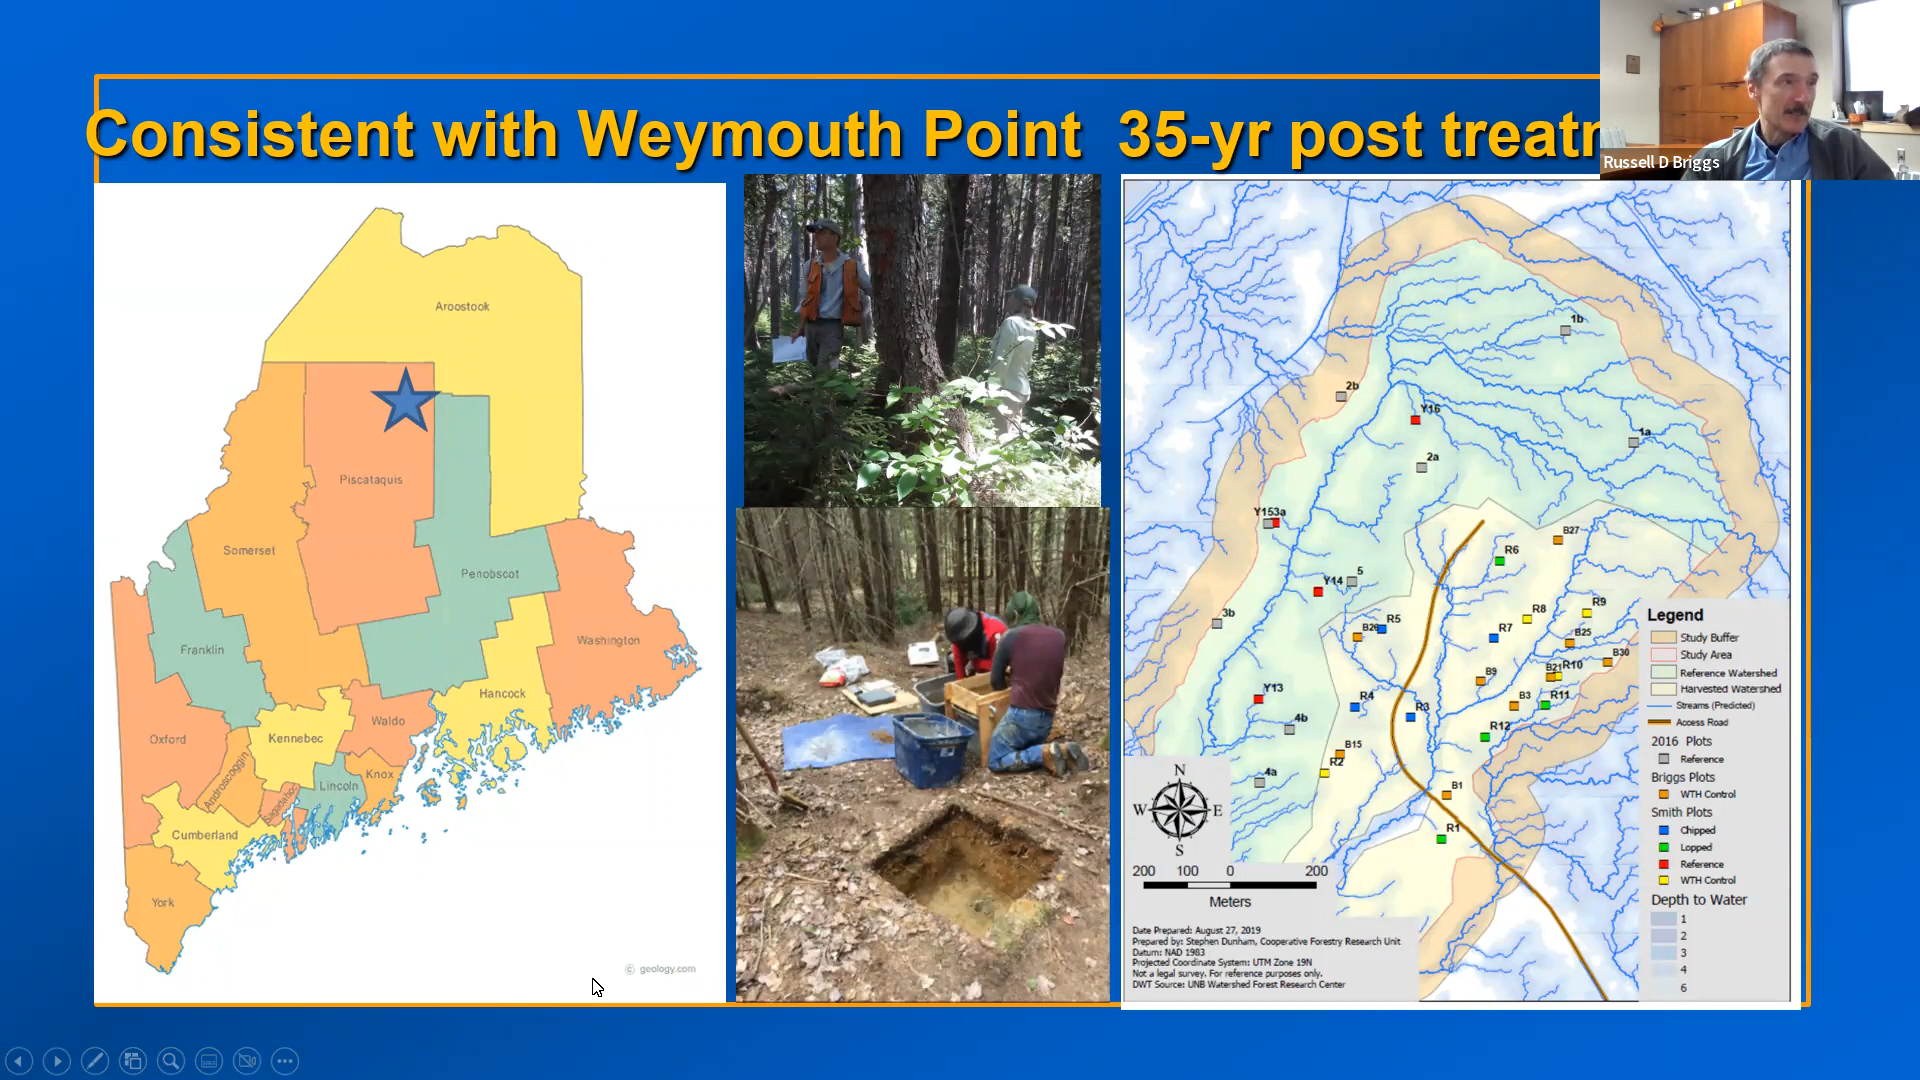 Consistent with Weymouth Point 35-yr post treatr
Russell D Briggs
Aroostook
Piscataquis
Somerset
Penobscot
Franklin
Washington
Hancock
Waldo
Oxford
Kennebec
Androscoggin
Knox
Lincoln
Sagadahoc
Cumberland
York
© geology.com
1b
2b
Y16
1a
2a
Y153a
B27
R6
5
Y14
3b
R8
R9
R5
B26
R7
B25
B30
B21
R10
B9
Y13
R4
B3
R11
R3
4b
R12
B15
R2
4a
B1
R1
N
W
E
S
200 100 0 200
Meters
Date Prepared: August 27, 2019
Prepared by: Stephen Dunham, Cooperative Forestry Research Unit
Datum: NAD 1983
Projected Coordinate System: UTM Zone 19N
Not a legal survey. For reference purposes only.
DWT Source: UNB Watershed Forest Research Center
Legend
Study Buffer
Study Area
Reference Watershed
Harvested Watershed
Streams (Predicted)
Access Road
2016 Plots
Reference
Briggs Plots
WTH Control
Smith Plots
Chipped
Lopped
Reference
WTH Control
Depth to Water
1
2
3
4
6